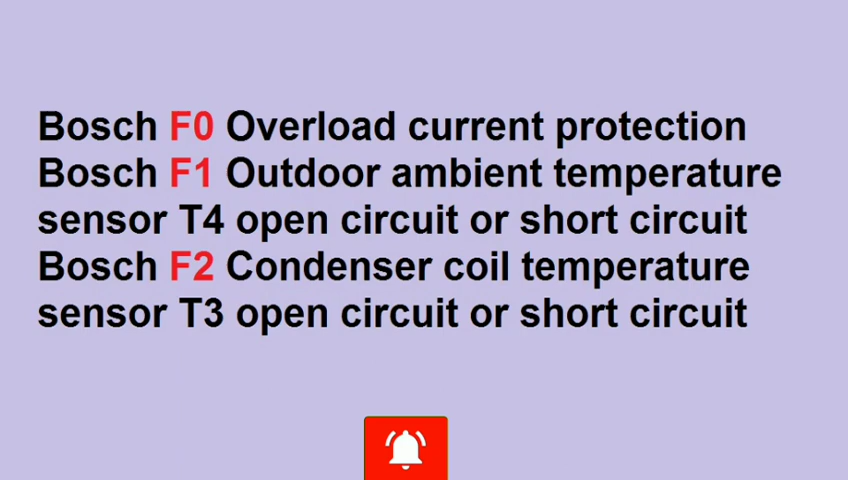 Bosch F0 Overload current protection
Bosch F1 Outdoor ambient temperature
sensor T4 open circuit or short circuit
Bosch F2 Condenser coil temperature
sensor T3 open circuit or short circuit